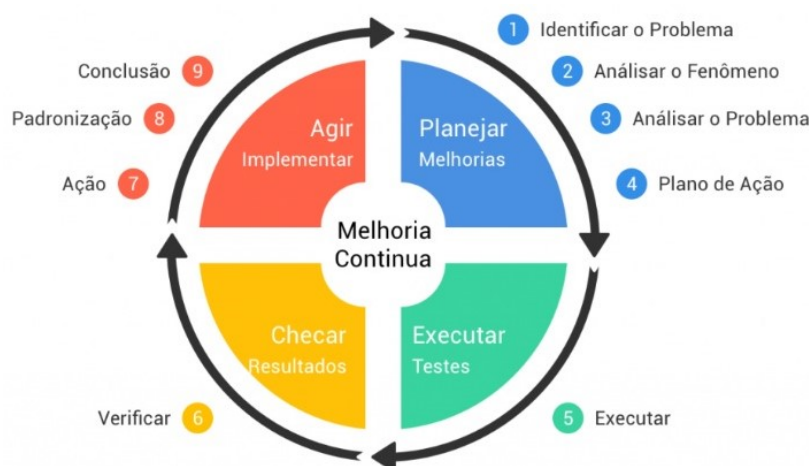 1 Identificar o Problema
2 Análisar o Fenômeno
3 Análisar o Problema
4 Plano de Ação
5 Executar
6 Verificar
7 Ação
8 Padronização
9 Conclusão
Planejar
Melhorias
Executar
Testes
Checar
Resultados
Agir
Implementar
Melhoria
Continua